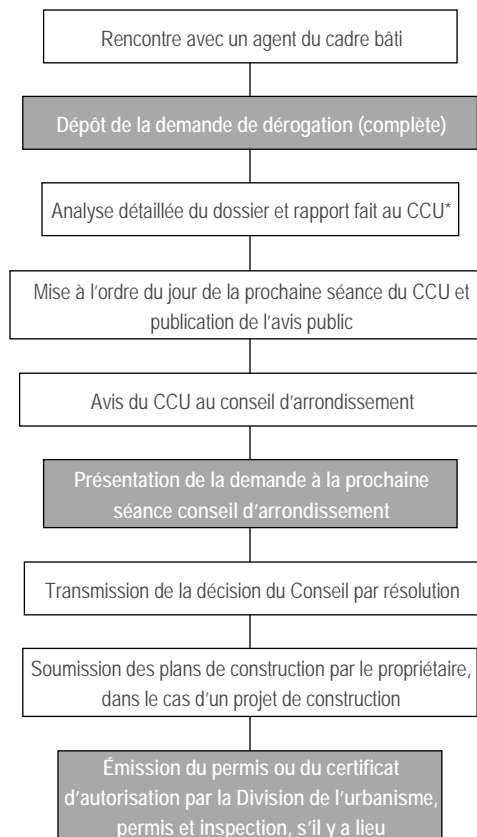 Rencontre avec un agent du cadre bâti
Dépôt de la demande de dérogation (complète)
Analyse détaillée du dossier et rapport fait au CCU*
Mise à l'ordre du jour de la prochaine séance du CCU et
publication de l'avis public
Avis du CCU au conseil d'arrondissement
Présentation de la demande à la prochaine
séance conseil d'arrondissement
Transmission de la décision du Conseil par résolution
Soumission des plans de construction par le propriétaire,
dans le cas d'un projet de construction
Émission du permis ou du certificat
d'autorisation par la Division de l'urbanisme,
permis et inspection, s'il y a lieu